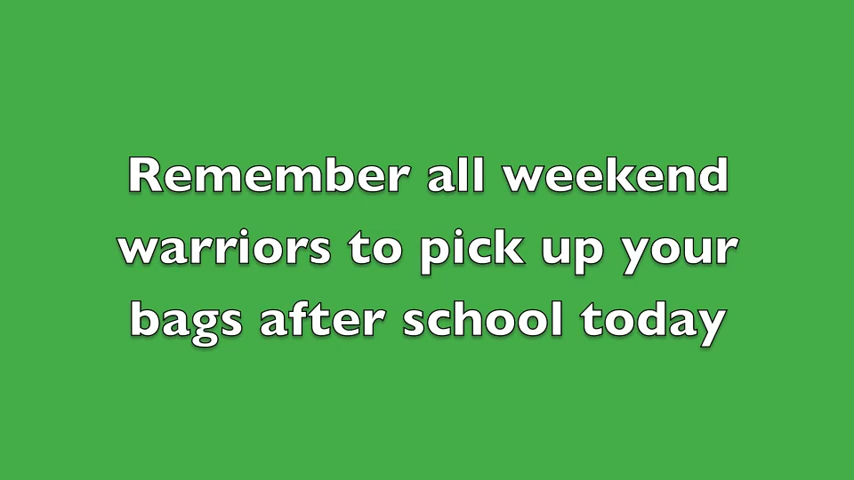 Remember all weekend
warriors to pick up your
bags after school today